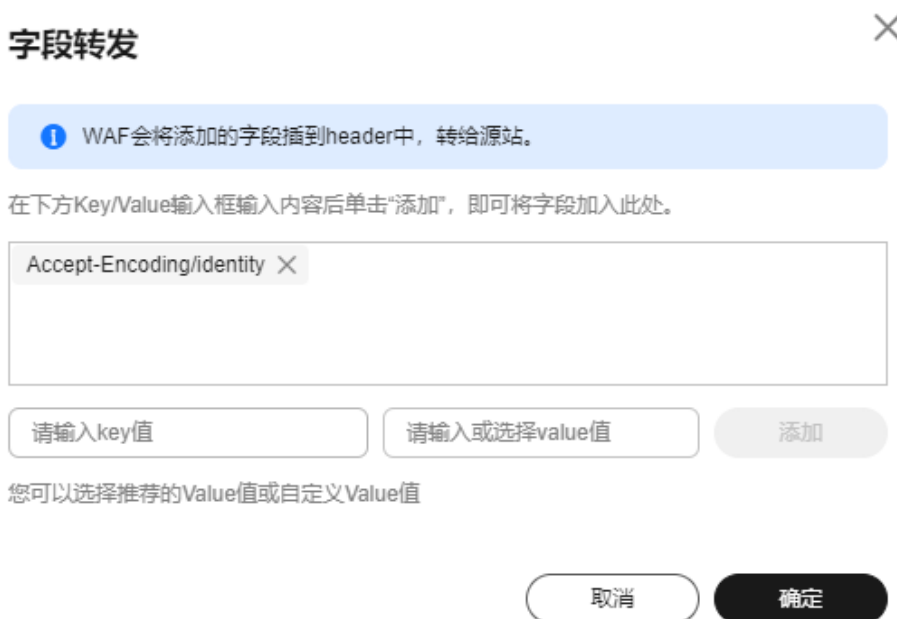 字段转发
WAF会将添加的字段插到header中，转给源站。
在下方Key/Value输入框输入内容后单击“添加”，即可将字段加入此处。
Accept-Encoding/identity
请输入key值
请输入或选择value值
添加
您可以选择推荐的Value值或自定义Value值
取消
确定